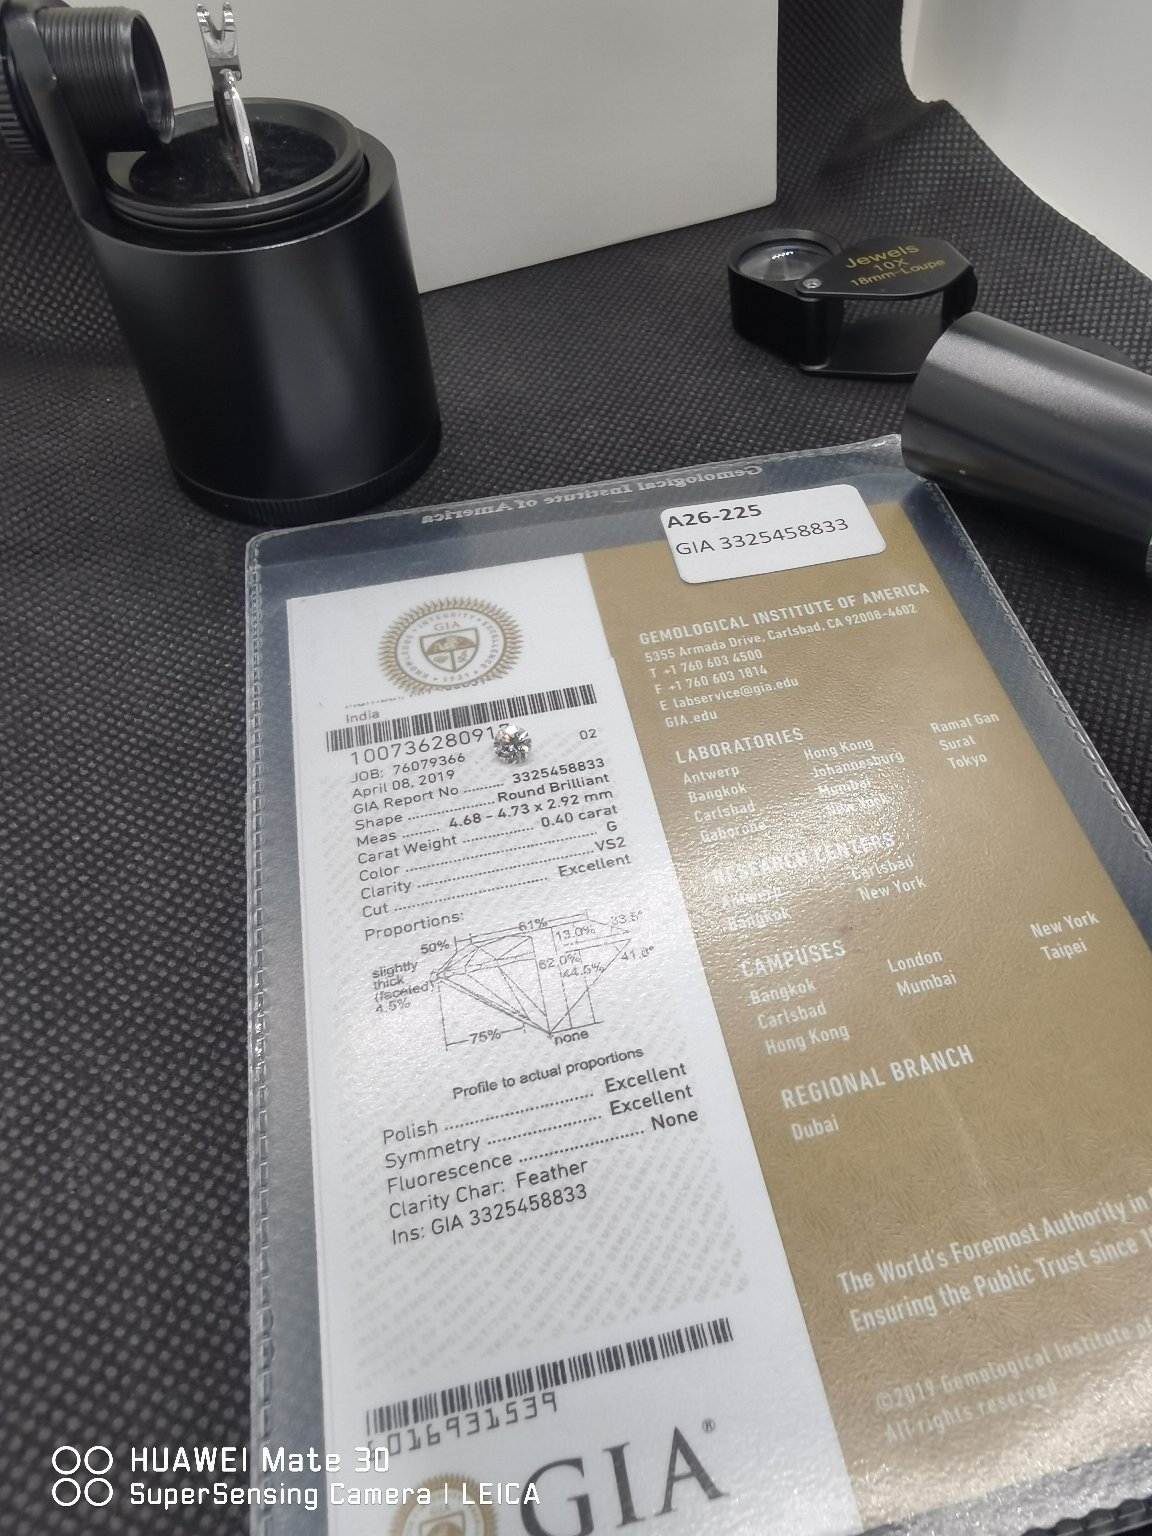 Jewels
10X
18mm-Loupe
Gemological Institute of America
A26-225
GIA 3325458833
GIA
1931
India
JOB: 76079366
02
April 08, 2019
GIA Report No .......... 3325458833
Shape .................. Round Brilliant
Meas ......... 4.68 - 4.73 x 2.92 mm
Carat Weight ................ 0.40 carat
Color ........................................ G
Clarity ................................... VS2
Cut ............................... Excellent
Proportions:
50%
61%
13.0%
33.5°
slightly
thick
(faceted)
4.5%
62.0%
44.5%
41.8°
75%
none
Profile to actual proportions
Polish ........................... Excellent
Symmetry .................... Excellent
Fluorescence ...................... None
Clarity Char: Feather
Ins: GIA 3325458833
GIA®
GEMOLOGICAL INSTITUTE OF AMERICA
5355 Armada Drive, Carlsbad, CA 92008-4602
T +1 760 603 4500
F +1 760 603 1814
E labservice@gia.edu
GIA.edu
LABORATORIES
Antwerp
Bangkok
Carlsbad
Gaborone
Hong Kong
Johannesburg
Mumbai
New York
Ramat Gan
Surat
Tokyo
RESEARCH CENTERS
Antwerp
Bangkok
Carlsbad
New York
CAMPUSES
Bangkok
Carlsbad
Hong Kong
London
Mumbai
New York
Taipei
REGIONAL BRANCH
Dubai
The World's Foremost Authority in
Ensuring the Public Trust since
©2019 Gemological Institute of
All rights reserved
HUAWEI Mate 30
SuperSensing Camera | LEICA